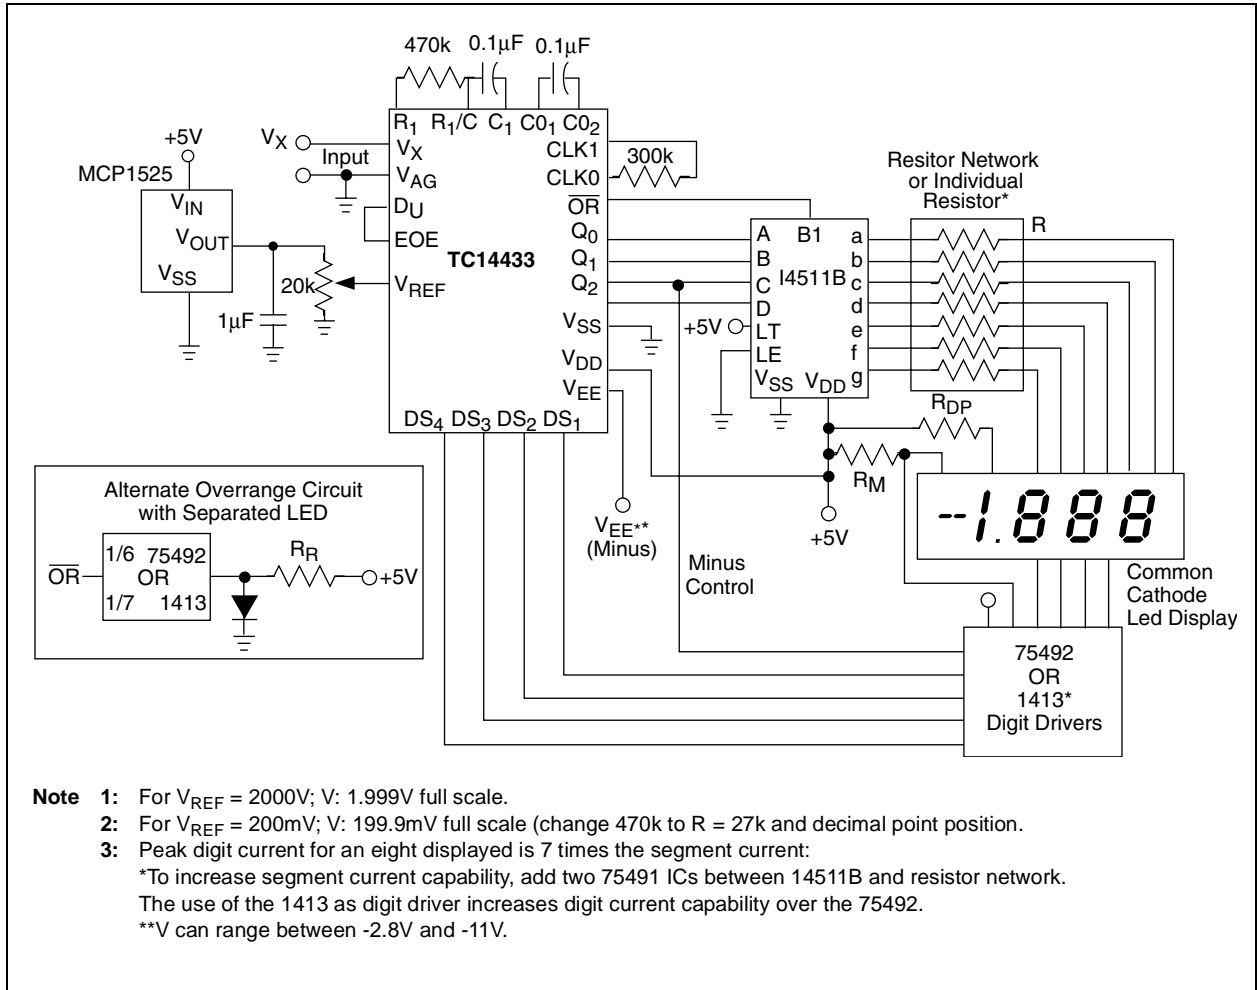 470k 0.1µF 0.1µF
R1 R1/C C1 C01 C02
+5V
MCP1525
VIN
VOUT
VSS
20k
1µF
VX
Input
VX
VAG
DU
EOE
VREF
TC14433
CLK1
CLK0
300k
OR
Q0
Q1
Q2
VSS
VDD
VEE
DS4 DS3 DS2 DS1
VEE**
(Minus)
Resitor Network
or Individual
Resistor*
R
A B1 a
B b
C I4511B c
D d
+5V LT e
LE f
VSS VDD g
RDP
RM
+5V
Minus
Control
-1.888
Common
Cathode
Led Display
75492
OR
1413*
Digit Drivers
Alternate Overrange Circuit
with Separated LED
OR
1/6 75492
OR
1/7 1413
RR
+5V
Note 1: For VREF = 2000V; V: 1.999V full scale.
2: For VREF = 200mV; V: 199.9mV full scale (change 470k to R = 27k and decimal point position.
3: Peak digit current for an eight displayed is 7 times the segment current:
*To increase segment current capability, add two 75491 ICs between 14511B and resistor network.
The use of the 1413 as digit driver increases digit current capability over the 75492.
**V can range between -2.8V and -11V.